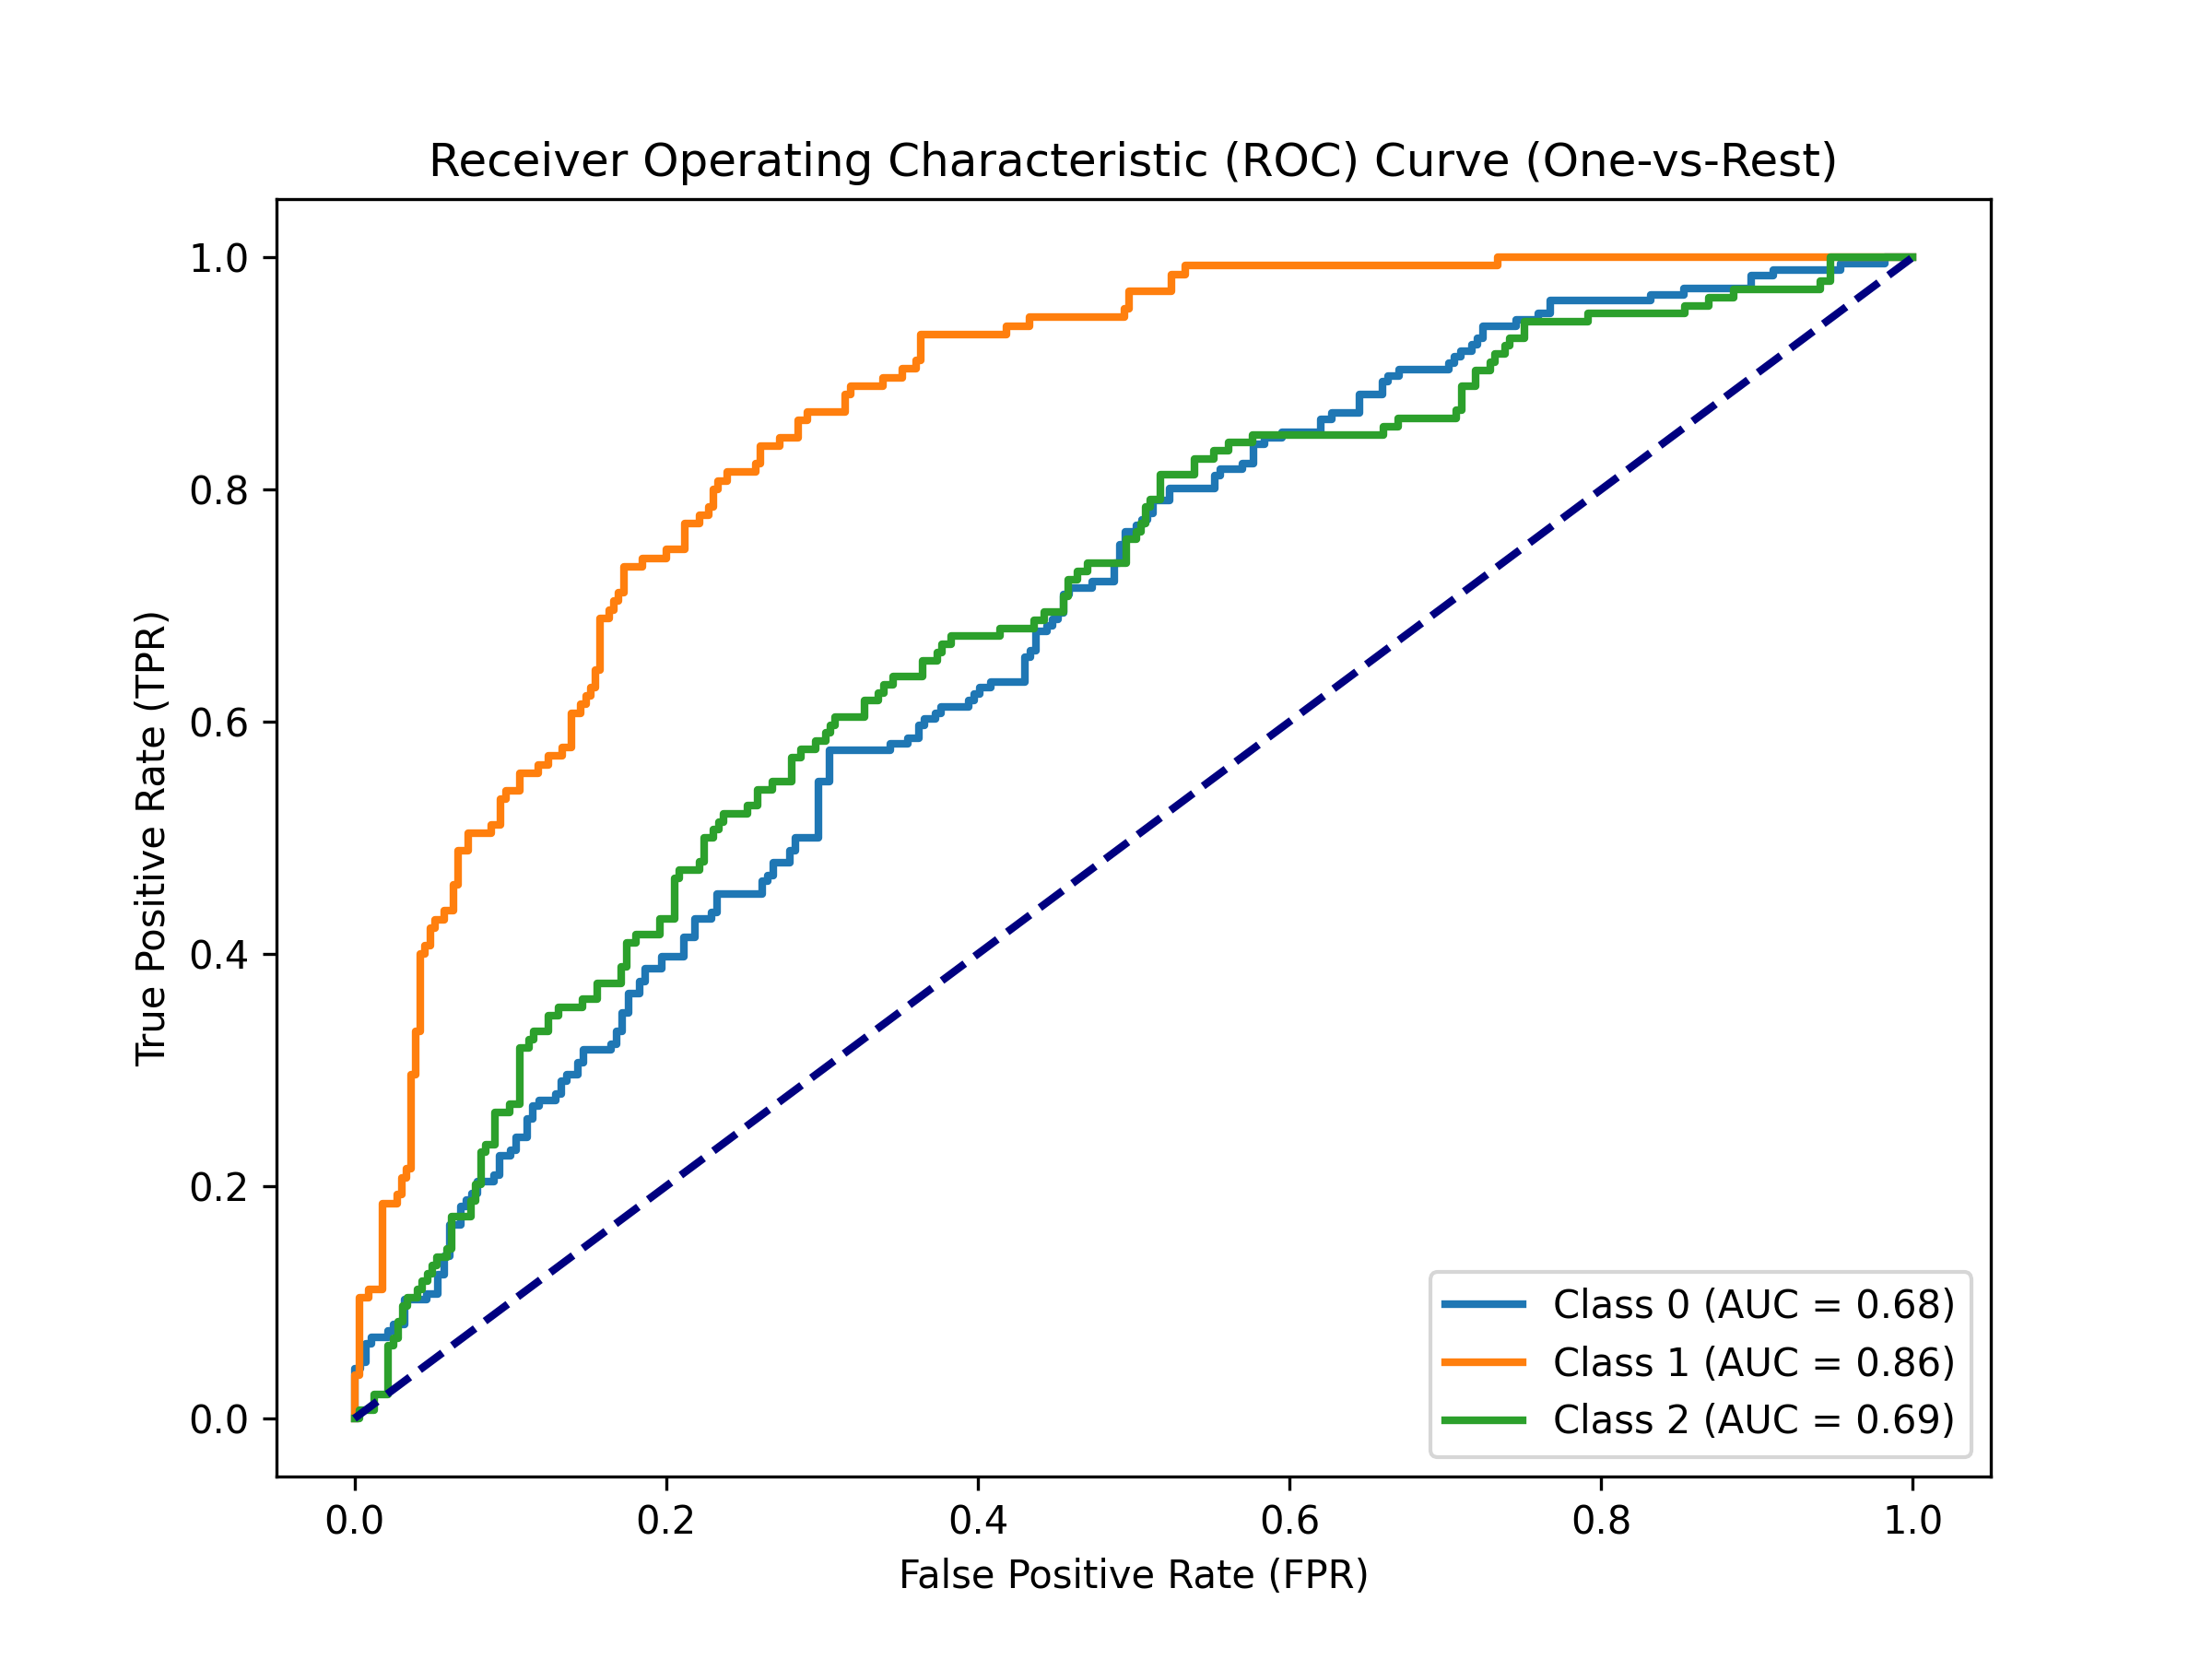 Receiver Operating Characteristic (ROC) Curve (One-vs-Rest)
True Positive Rate (TPR)
1.0
0.8
0.6
0.4
0.2
0.0
Class 0 (AUC = 0.68)
Class 1 (AUC = 0.86)
Class 2 (AUC = 0.69)
0.0 0.2 0.4 0.6 0.8 1.0
False Positive Rate (FPR)